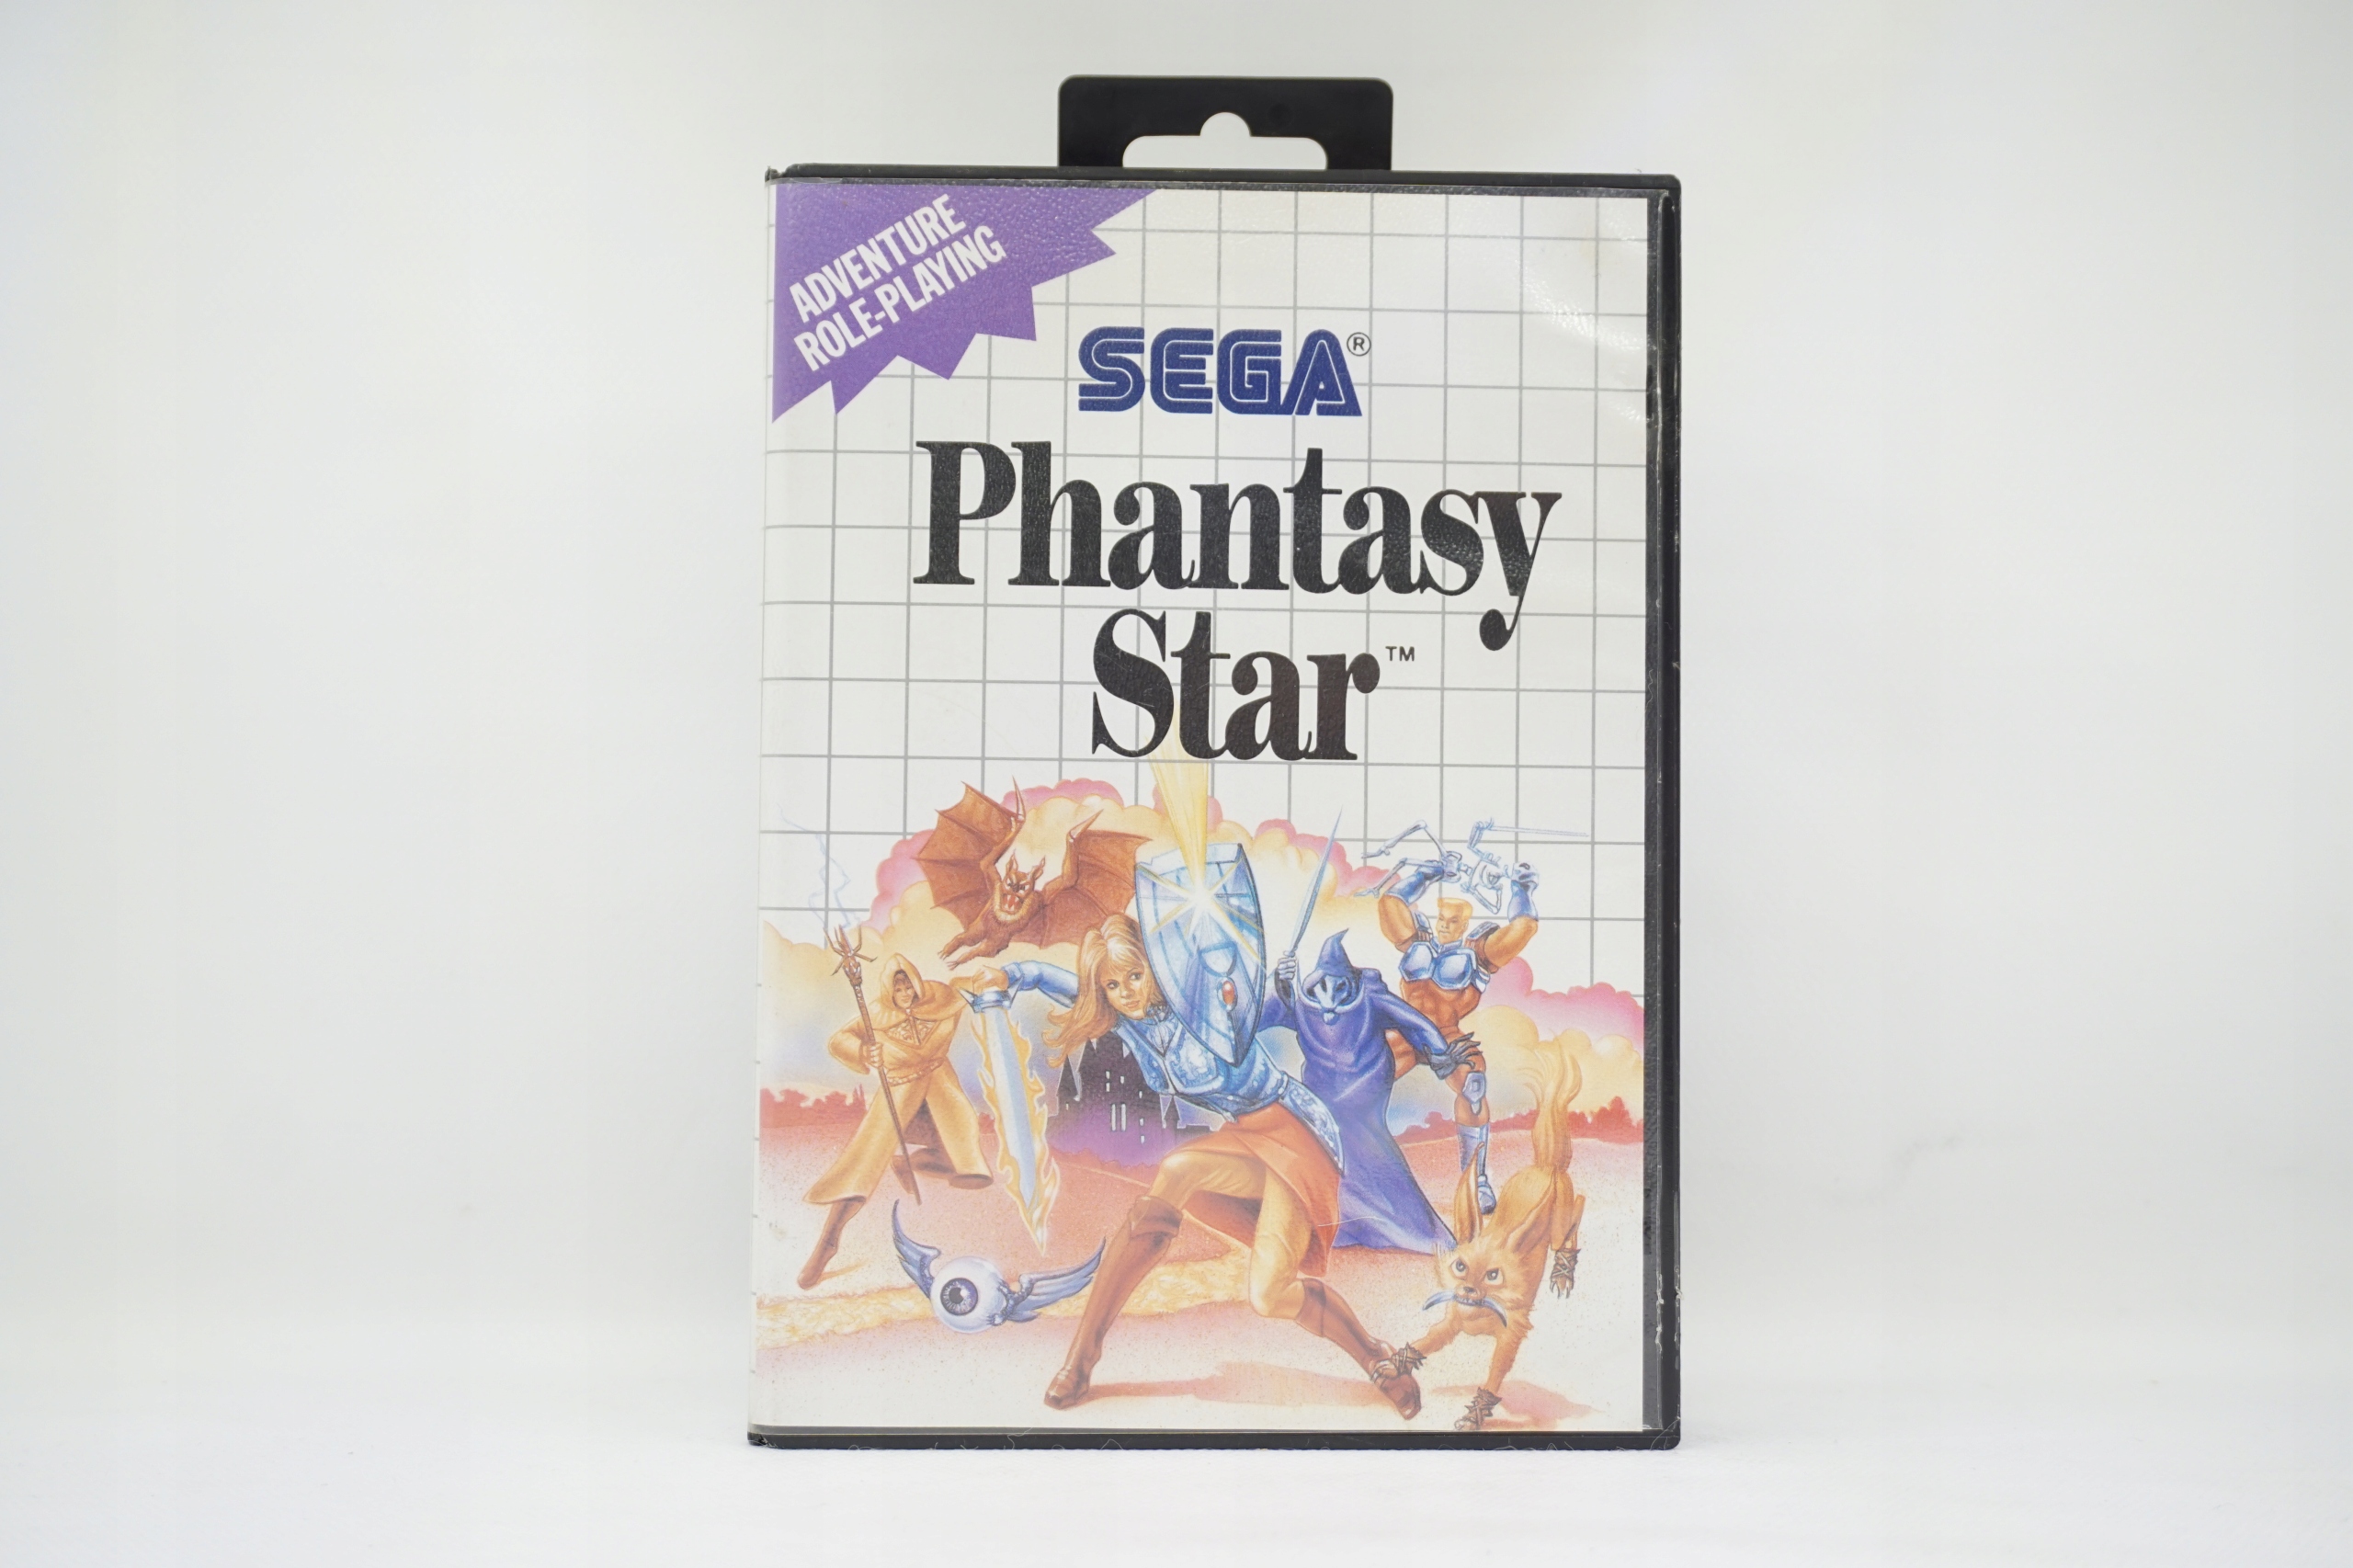 ADVENTURE
ROLE-PLAYING
SEGA®
Phantasy
Star™